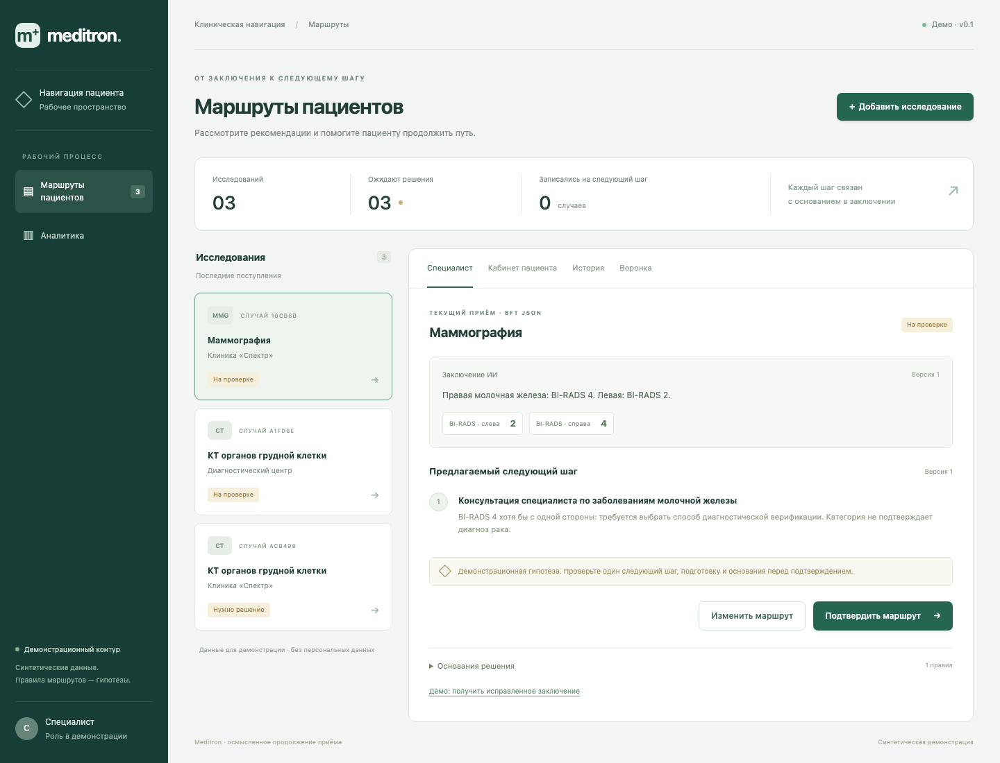 m+ meditron.
Навигация пациента
Рабочее пространство
РАБОЧИЙ ПРОЦЕСС
Маршруты
пациентов
3
Аналитика
Демонстрационный контур
Синтетические данные.
Правила маршрутов — гипотезы.
С
Специалист
Роль в демонстрации
Клиническая навигация / Маршруты
Демо · v0.1
ОТ ЗАКЛЮЧЕНИЯ К СЛЕДУЮЩЕМУ ШАГУ
Маршруты пациентов
Рассмотрите рекомендации и помогите пациенту продолжить путь.
+ Добавить исследование
Исследований
03
Ожидают решения
03
Записались на следующий шаг
0 случаев
Каждый шаг связан
с основанием в заключении
Исследования
3
Последние поступления
MMG СЛУЧАЙ 18CB6B
Маммография
Клиника «Спектр»
На проверке
CT СЛУЧАЙ A1FD6E
КТ органов грудной клетки
Диагностический центр
На проверке
CT СЛУЧАЙ ACB498
КТ органов грудной клетки
Клиника «Спектр»
Нужно решение
Данные для демонстрации · без персональных данных
Специалист Кабинет пациента История Воронка
ТЕКУЩИЙ ПРИЁМ · BFT JSON
Маммография
На проверке
Заключение ИИ
Версия 1
Правая молочная железа: BI-RADS 4. Левая: BI-RADS 2.
BI-RADS · слева 2
BI-RADS · справа 4
Предлагаемый следующий шаг
Версия 1
1
Консультация специалиста по заболеваниям молочной железы
BI-RADS 4 хотя бы с одной стороны: требуется выбрать способ диагностической верификации. Категория не подтверждает
диагноз рака.
Демонстрационная гипотеза. Проверьте один следующий шаг, подготовку и основания перед подтверждением.
Изменить маршрут
Подтвердить маршрут →
▶ Основания решения
1 правил
Демо: получить исправленное заключение
Meditron · осмысленное продолжение приёма
Синтетическая демонстрация